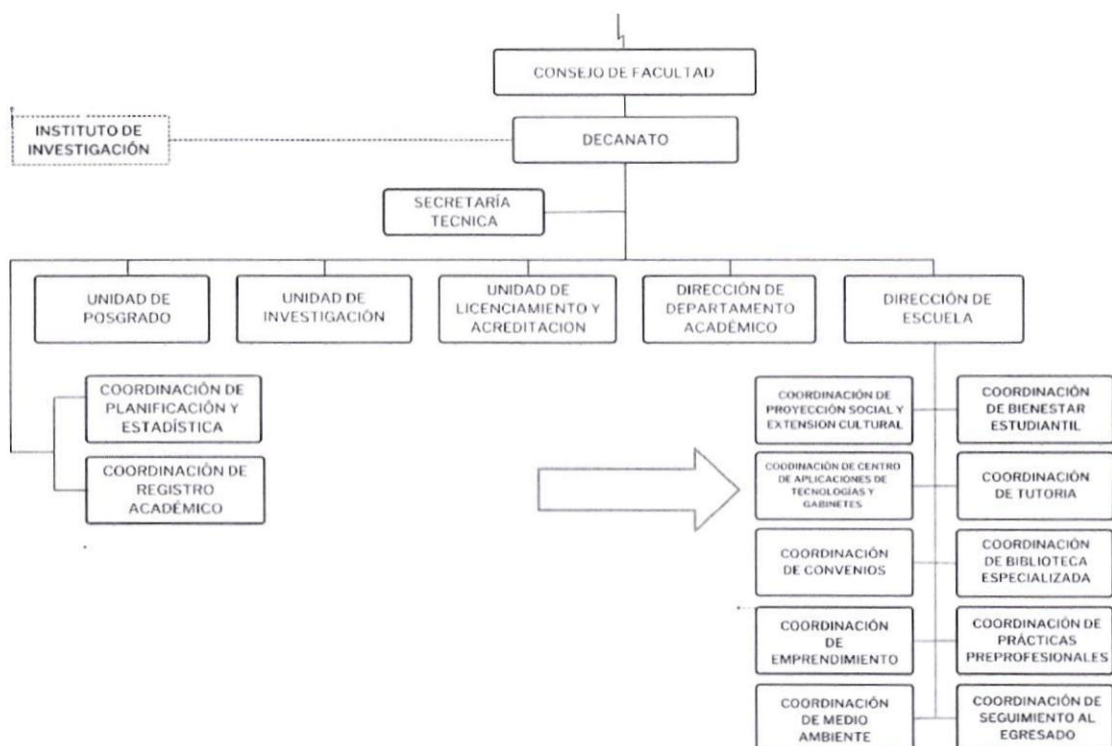 CONSEJO DE FACULTAD
INSTITUTO DE
INVESTIGACIÓN
DECANATO
SECRETARÍA
TECNICA
UNIDAD DE
POSGRADO
UNIDAD DE
INVESTIGACIÓN
UNIDAD DE
LICENCIAMIENTO Y
ACREDITACION
DIRECCIÓN DE
DEPARTAMENTO
ACADÉMICO
DIRECCIÓN DE
ESCUELA
COORDINACIÓN DE
PLANIFICACIÓN Y
ESTADÍSTICA
COORDINACIÓN DE
REGISTRO
ACADÉMICO
COORDINACIÓN DE
PROYECCIÓN SOCIAL Y
EXTENSION CULTURAL
COORDINACIÓN
DE BIENESTAR
ESTUDIANTIL
COODINACIÓN DE CENTRO
DE APLICACIONES DE
TECNOLOGÍAS Y
GABINETES
COORDINACIÓN
DE TUTORIA
COORDINACIÓN
DE CONVENIOS
COORDINACIÓN
DE BIBLIOTECA
ESPECIALIZADA
COORDINACIÓN
DE
EMPRENDIMIENTO
COORDINACIÓN DE
PRÁCTICAS
PREPROFESIONALES
COORDINACIÓN
DE MEDIO
AMBIENTE
COORDINACIÓN DE
SEGUIMIENTO AL
EGRESADO